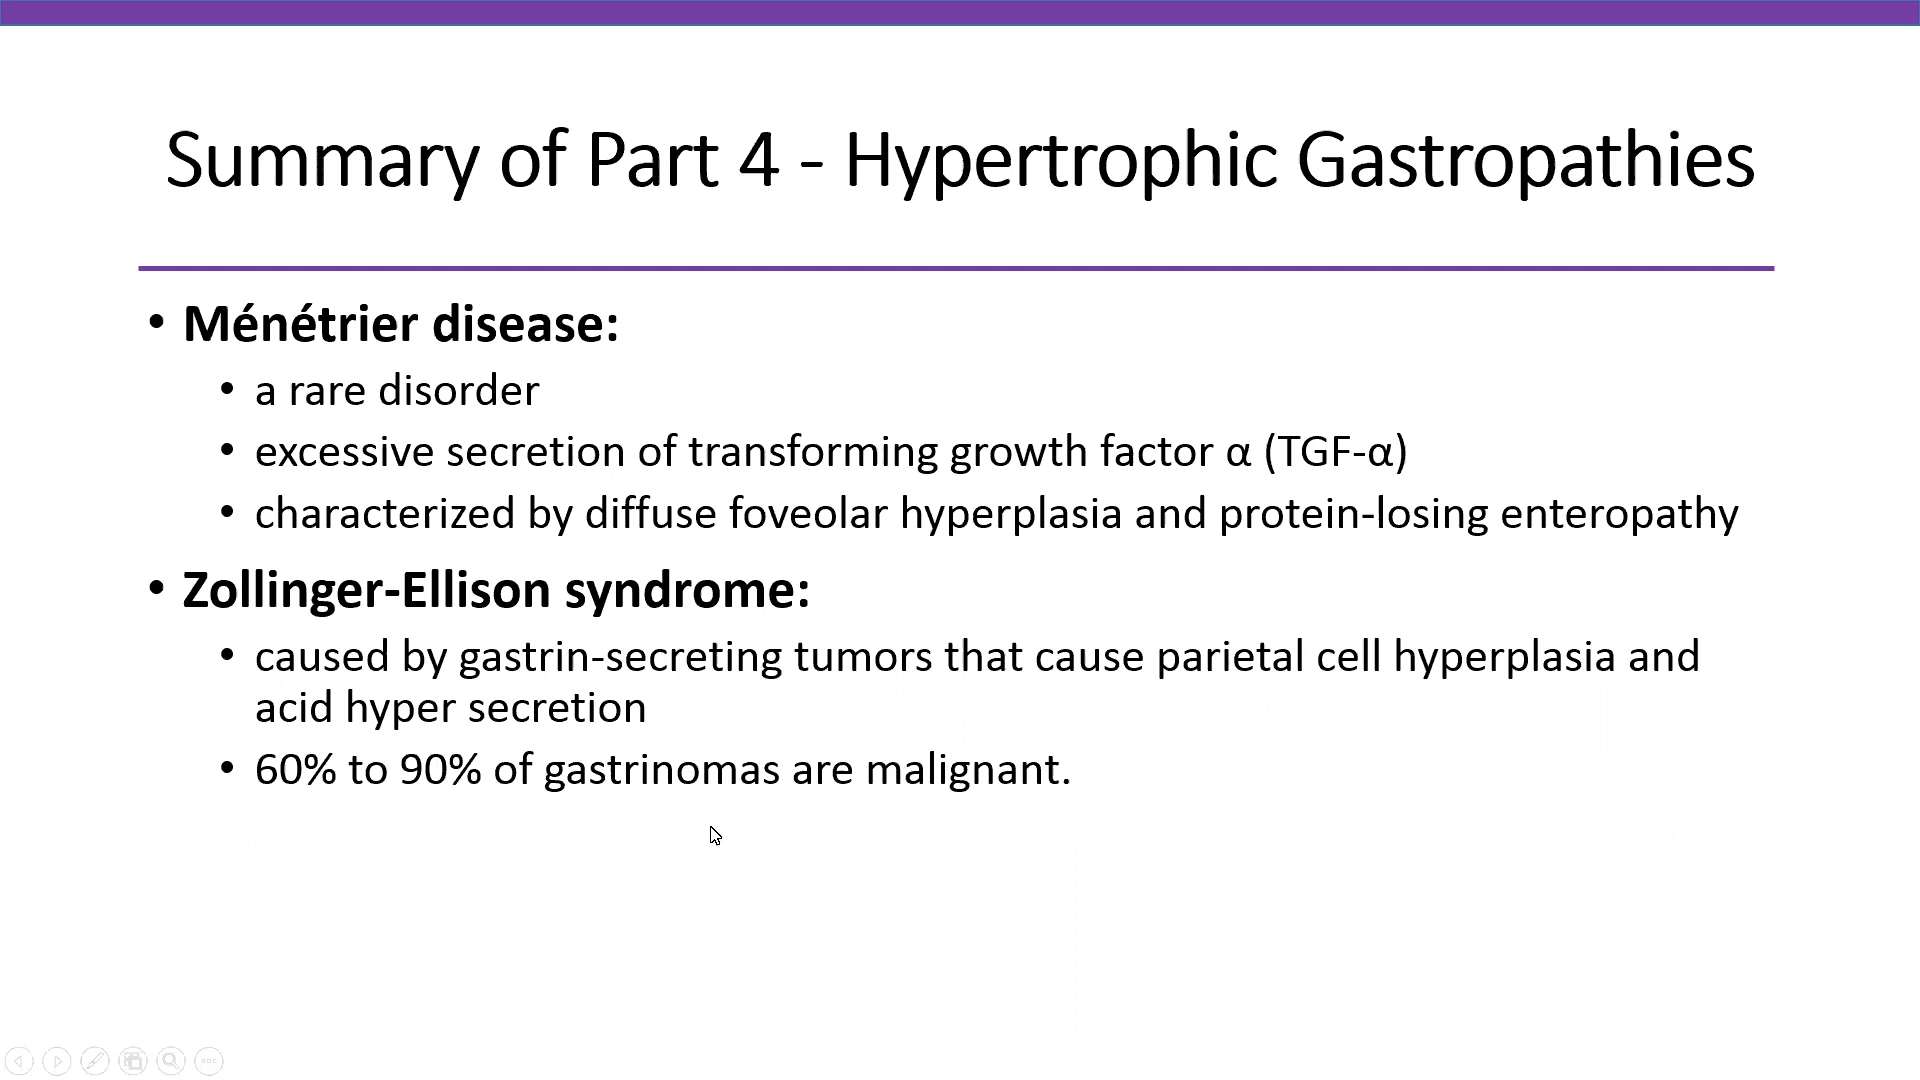 Summary of Part 4 - Hypertrophic Gastropathies
• Ménétrier disease:
• a rare disorder
• excessive secretion of transforming growth factor α (TGF-α)
• characterized by diffuse foveolar hyperplasia and protein-losing enteropathy
• Zollinger-Ellison syndrome:
• caused by gastrin-secreting tumors that cause parietal cell hyperplasia and
acid hyper secretion
• 60% to 90% of gastrinomas are malignant.